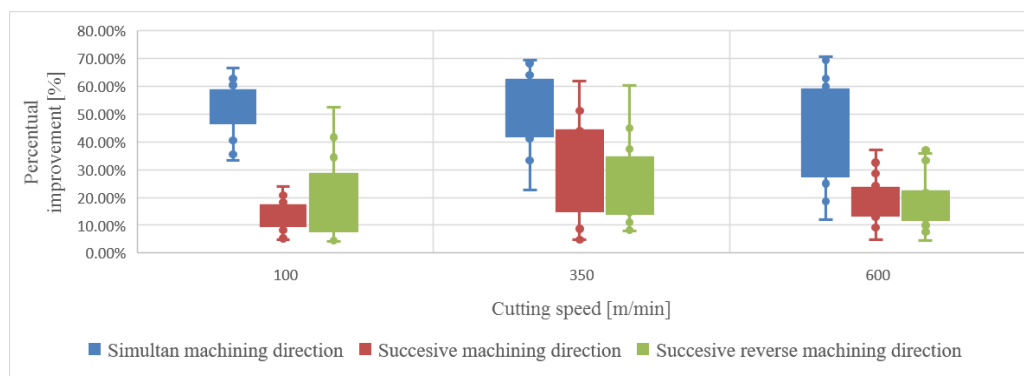 80.00%
70.00%
60.00%
50.00%
40.00%
30.00%
20.00%
10.00%
0.00%
Percentual
improvement [%]
100 350 600
Cutting speed [m/min]
Simultan machining direction Succesive machining direction Succesive reverse machining direction